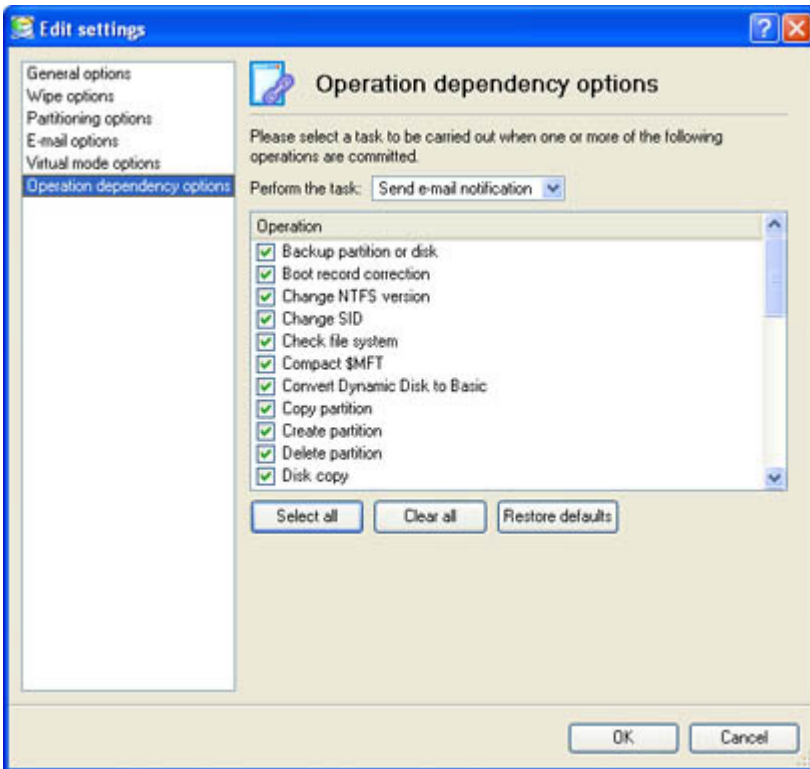 Edit settings
General options
Wipe options
Partitioning options
E-mail options
Virtual mode options
Operation dependency options
Operation dependency options
Please select a task to be carried out when one or more of the following
operations are committed.
Perform the task: Send e-mail notification
Operation
Backup partition or disk
Boot record correction
Change NTFS version
Change SID
Check file system
Compact $MFT
Convert Dynamic Disk to Basic
Copy partition
Create partition
Delete partition
Disk copy
Select all Clear all Restore defaults
OK Cancel